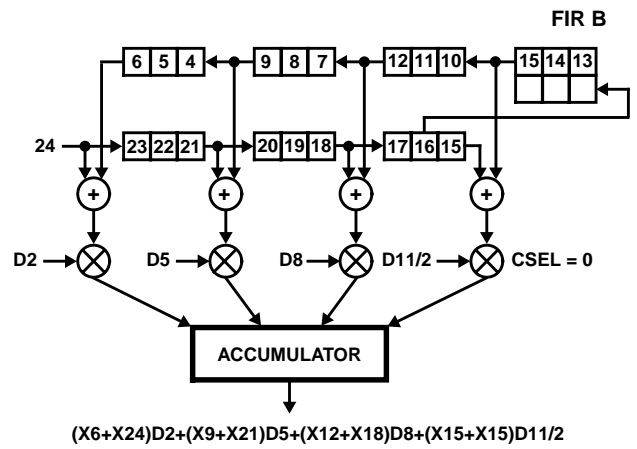 FIR B
6 5 4 9 8 7 12 11 10 15 14 13
24 23 22 21 20 19 18 17 16 15
+ + + +
D2 D5 D8 D11/2 CSEL = 0
ACCUMULATOR
(X6+X24)D2+(X9+X21)D5+(X12+X18)D8+(X15+X15)D11/2